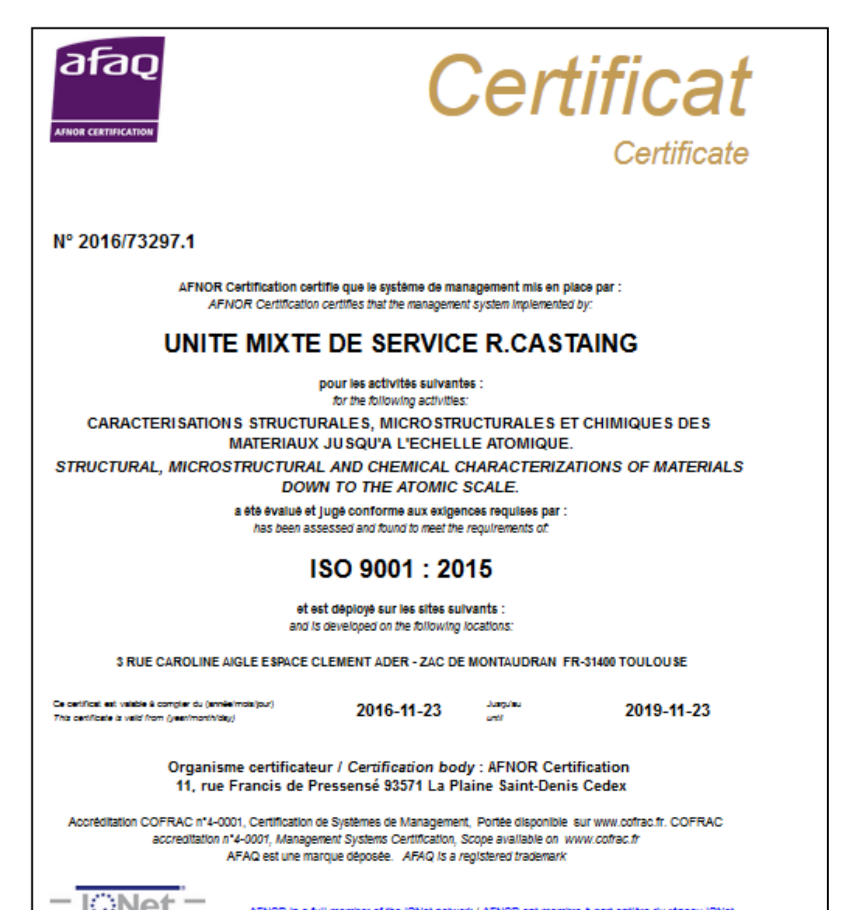 afaq
AFNOR CERTIFICATION
Certificat
Certificate
N° 2016/73297.1
AFNOR Certification certifie que le système de management mis en place par :
AFNOR Certification certifies that the management system implemented by:
UNITE MIXTE DE SERVICE R.CASTAING
pour les activités suivantes :
for the following activities:
CARACTERISATIONS STRUCTURALES, MICROSTRUCTURALES ET CHIMIQUES DES
MATERIAUX JUSQU'A L'ECHELLE ATOMIQUE.
STRUCTURAL, MICROSTRUCTURAL AND CHEMICAL CHARACTERIZATIONS OF MATERIALS
DOWN TO THE ATOMIC SCALE.
a été évalué et jugé conforme aux exigences requises par :
has been assessed and found to meet the requirements of:
ISO 9001 : 2015
et est déployé sur les sites suivants :
and is developed on the following locations:
3 RUE CAROLINE AIGLE ESPACE CLEMENT ADER - ZAC DE MONTAUDRAN FR-31400 TOULOUSE
Ce certificat est valable à compter du (année/mois/jour) 2016-11-23 Jusqu'au 2019-11-23
This certificate is valid from (year/month/day) until
Organisme certificateur / Certification body : AFNOR Certification
11, rue Francis de Pressensé 93571 La Plaine Saint-Denis Cedex
Accréditation COFRAC n°4-0001, Certification de Systèmes de Management, Portée disponible sur www.cofrac.fr. COFRAC
accreditation n°4-0001, Management Systems Certification, Scope available on www.cofrac.fr
AFAQ est une marque déposée. AFAQ is a registered trademark
IQNet